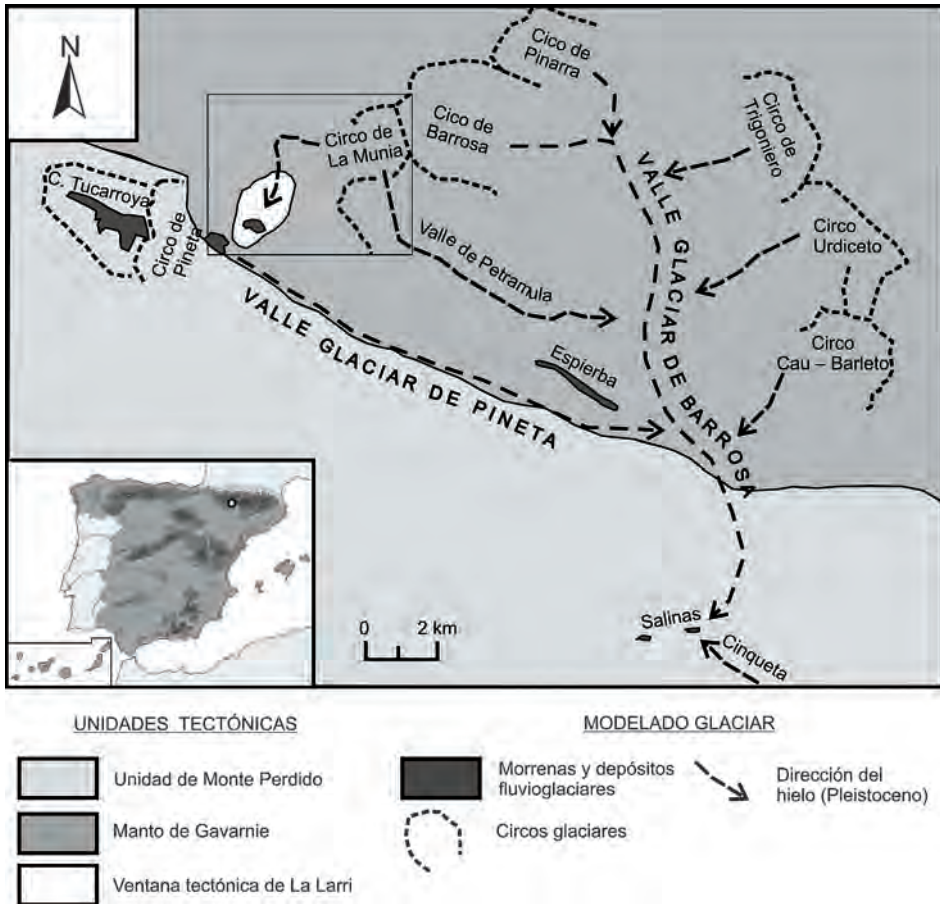 N
Cico de
Pinarra
Circo de
Trigoniero
Circo de
La Munia
Cico de
Barrosa
C. Tucarroya
Circo de
Pineta
Valle de Petramula
Circo
Urdiceto
VALLE GLACIAR DE BARROSA
VALLE GLACIAR DE PINETA
Espierba
Circo
Cau – Barleto
0 2 km
Salinas
Cinqueta
UNIDADES TECTÓNICAS
Unidad de Monte Perdido
Manto de Gavarnie
Ventana tectónica de La Larri
MODELADO GLACIAR
Morrenas y depósitos
fluvioglaciares
Circos glaciares
Dirección del
hielo (Pleistoceno)